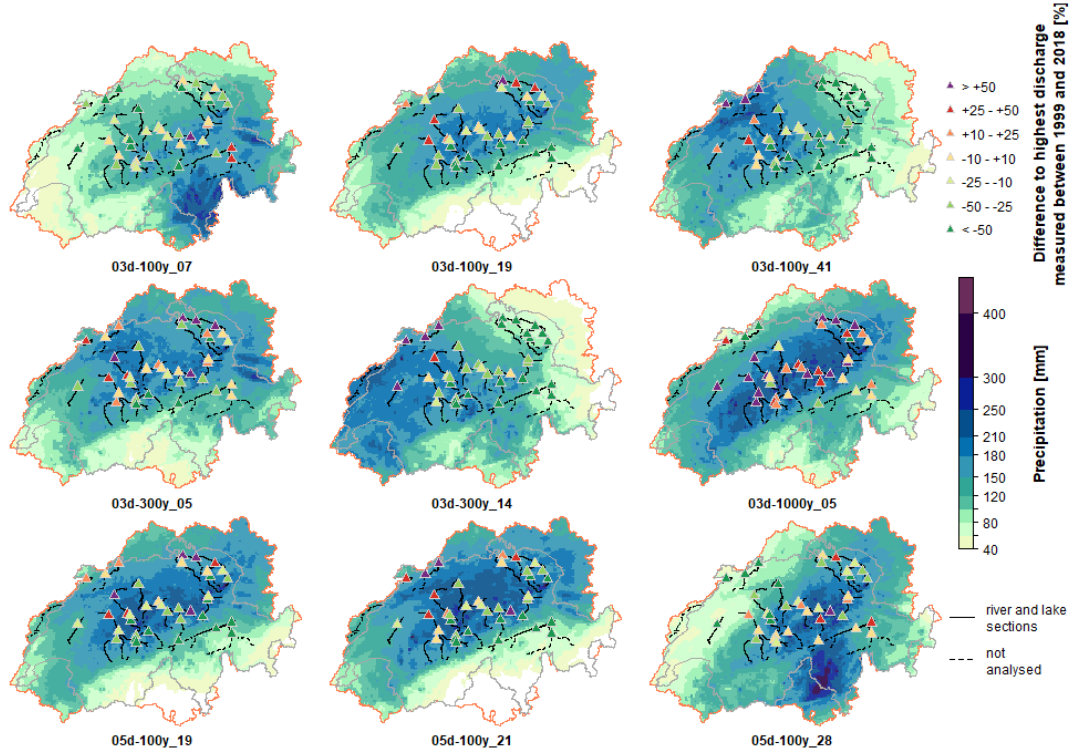 03d-100y_07
03d-100y_19
03d-100y_41
Difference to highest discharge
measured between 1999 and 2018 [%]
> +50
+25 - +50
+10 - +25
-10 - +10
-25 - -10
-50 - -25
< -50
03d-300y_05
03d-300y_14
03d-1000y_05
Precipitation [mm]
400
300
250
210
180
150
120
80
40
05d-100y_19
05d-100y_21
05d-100y_28
river and lake
sections
not
analysed